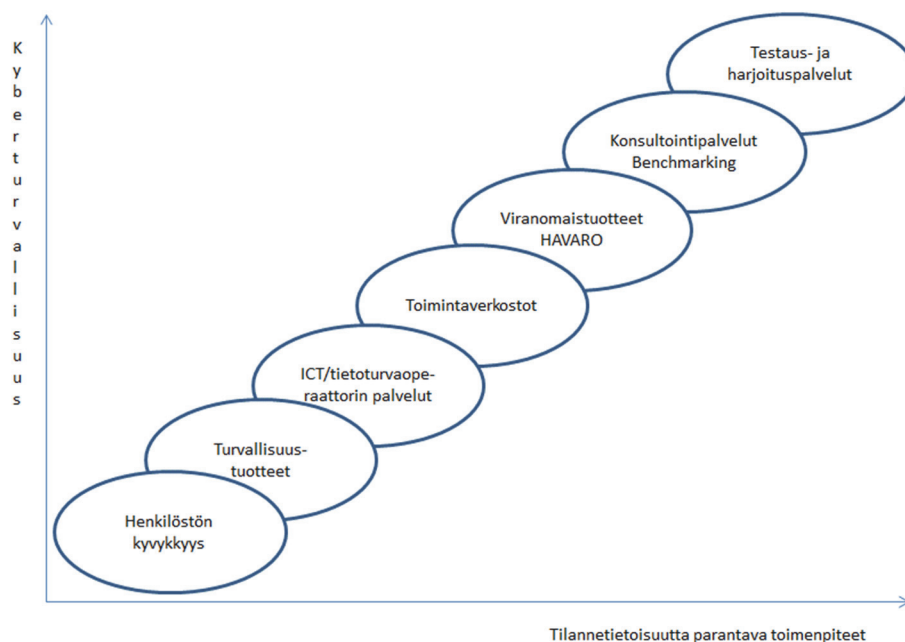 Kyberturvallisuus
Testaus- ja
harjoituspalvelut
Konsultointipalvelut
Benchmarking
Viranomaistuotteet
HAVARO
Toimintaverkostot
ICT/tietoturvaope-
raattorin palvelut
Turvallisuus-
tuotteet
Henkilöstön
kyvykkyys
Tilannetietoisuutta parantava toimenpiteet